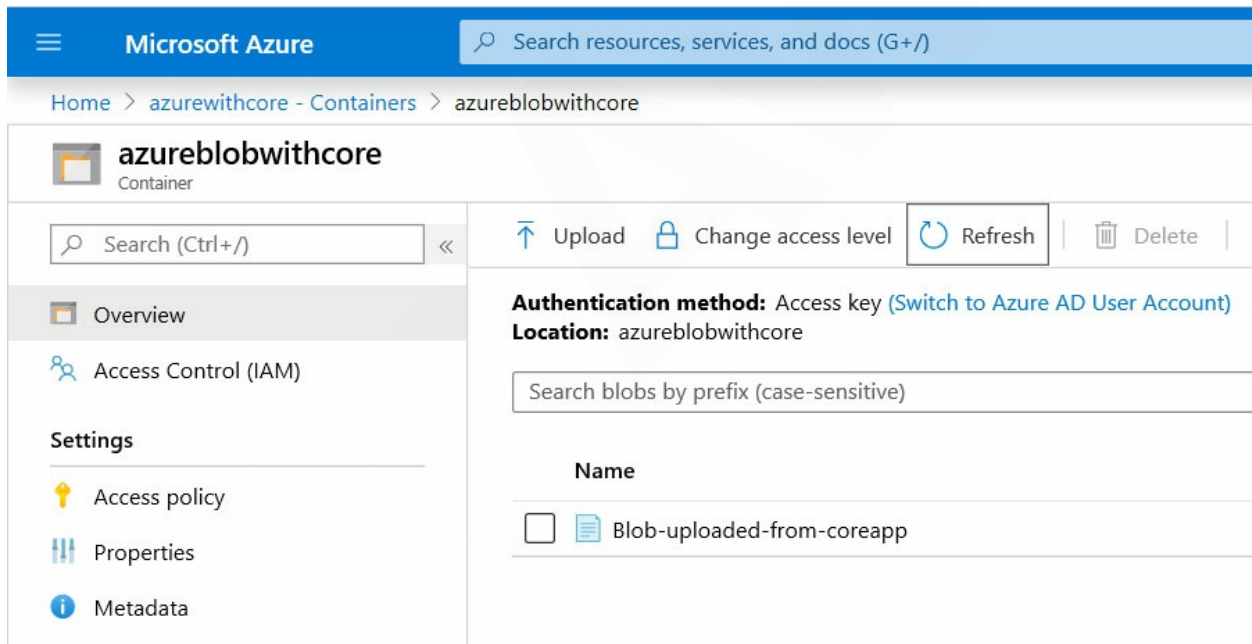 Microsoft Azure
Search resources, services, and docs (G+/)
Home > azurewithcore - Containers > azureblobwithcore
azureblobwithcore
Container
Search (Ctrl+/)
«
Upload
Change access level
Refresh
Delete
Overview
Access Control (IAM)
Settings
Access policy
Properties
Metadata
Authentication method: Access key (Switch to Azure AD User Account)
Location: azureblobwithcore
Search blobs by prefix (case-sensitive)
Name
Blob-uploaded-from-coreapp